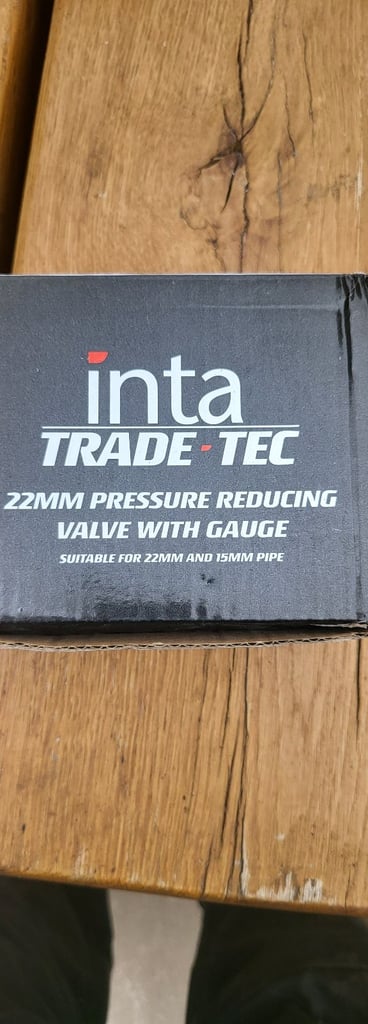 inta
TRADE·TEC
22MM PRESSURE REDUCING
VALVE WITH GAUGE
SUITABLE FOR 22MM AND 15MM PIPE